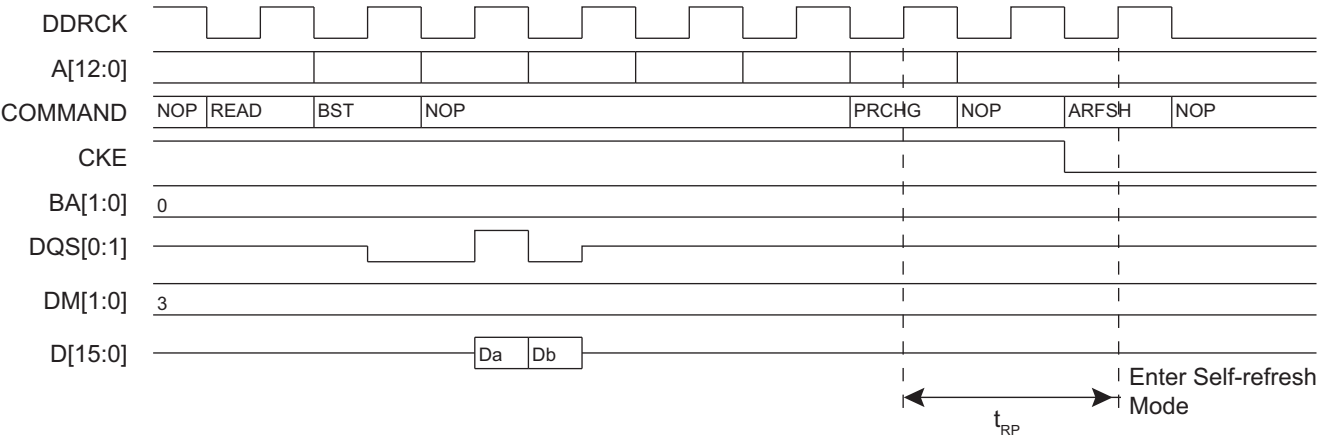 DDRCK
A[12:0]
COMMAND NOP READ BST NOP PRCHG NOP ARFSH NOP
CKE
BA[1:0] 0
DQS[0:1]
DM[1:0] 3
D[15:0] Da Db
Enter Self-refresh
Mode
tRP